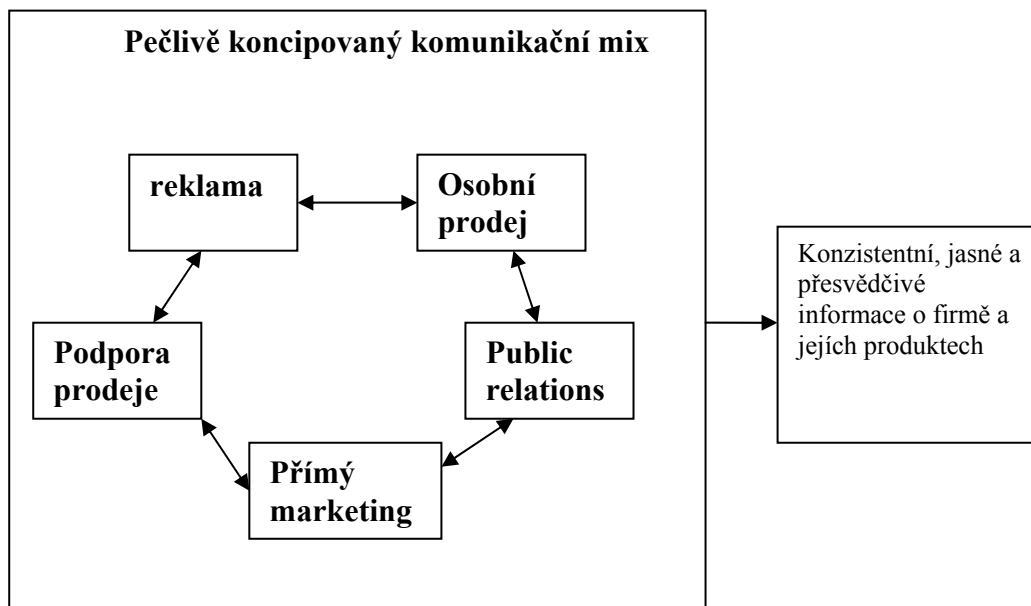 Pečlivě koncipovaný komunikační mix
reklama
Osobní
prodej
Konzistentní, jasné a
přesvědčivé
informace o firmě a
jejích produktech
Podpora
prodeje
Public
relations
Přímý
marketing